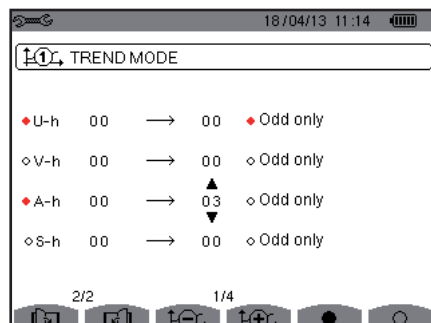 18/04/13 11:14
1 TREND MODE
U-h 00 → 00 Odd only
V-h 00 → 00 Odd only
A-h 00 → 03 Odd only
S-h 00 → 00 Odd only
2/2 1/4